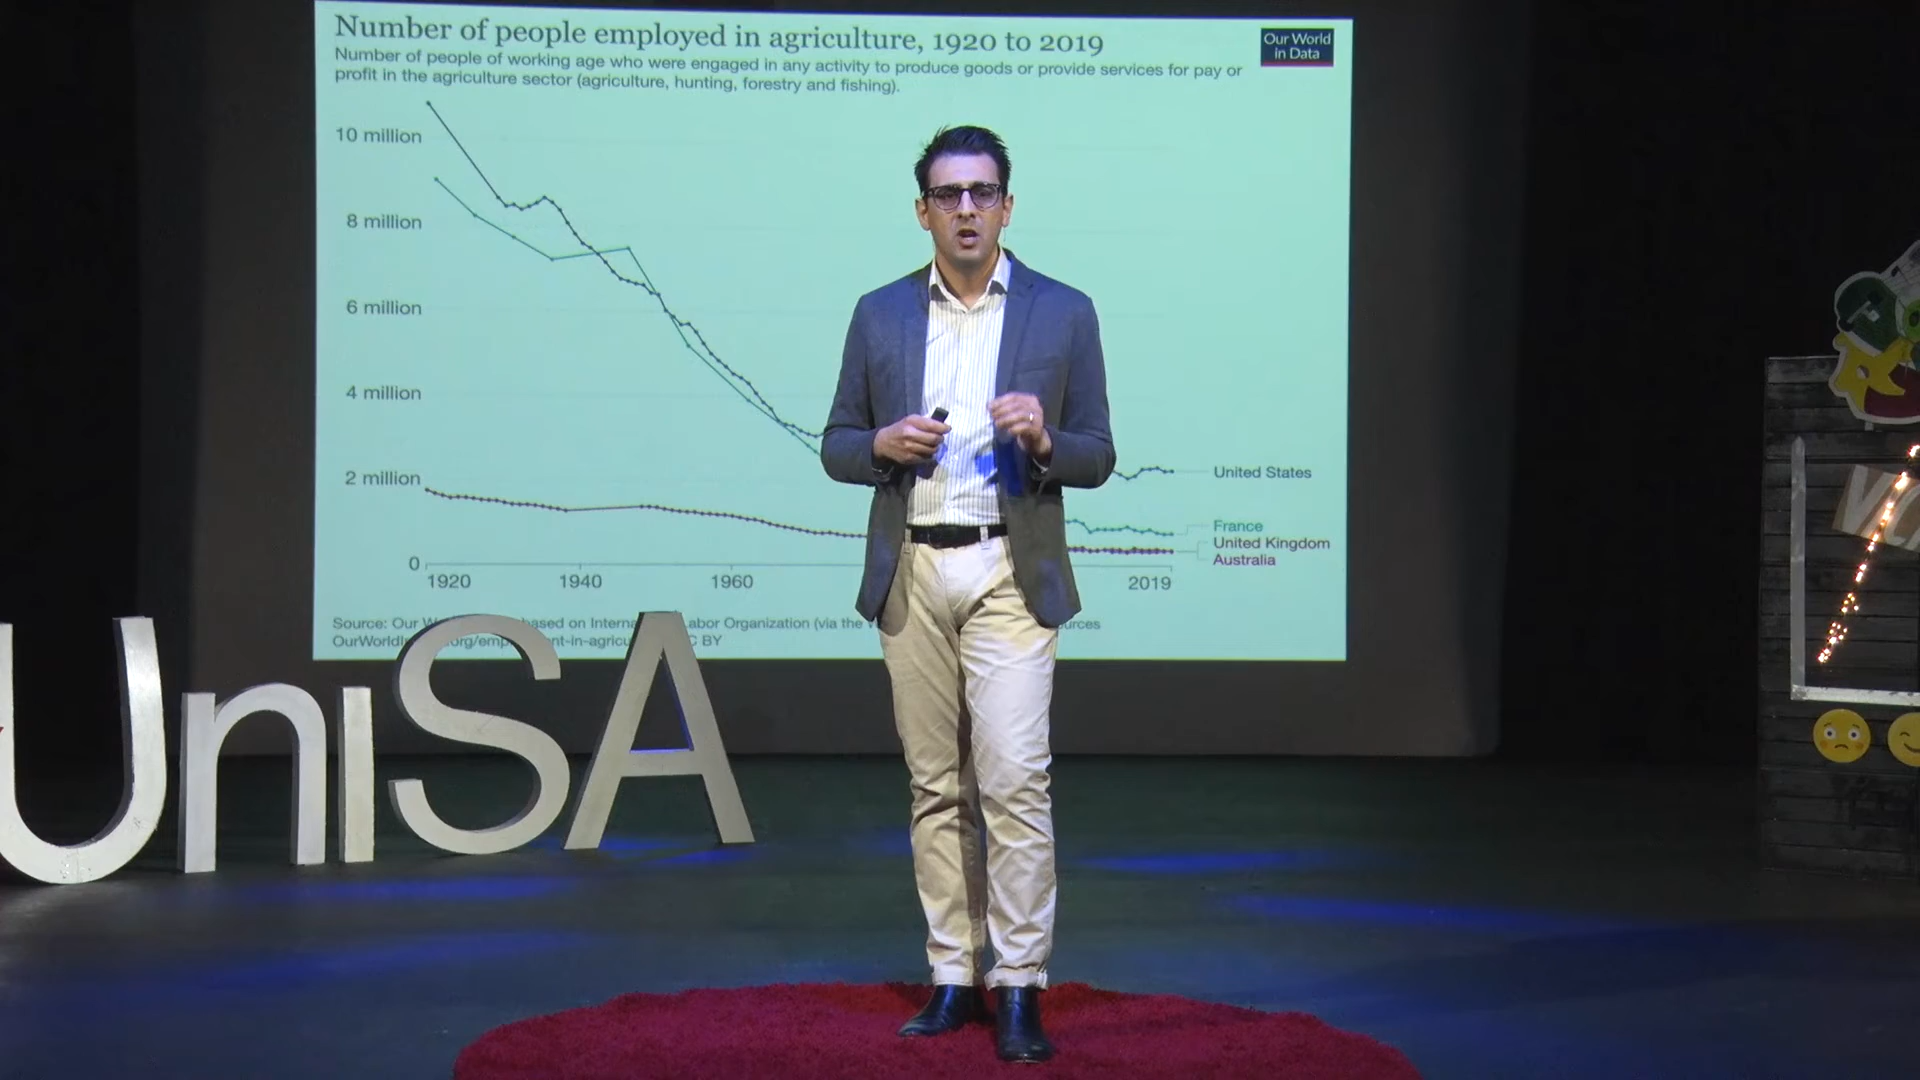 Number of people employed in agriculture, 1920 to 2019
Our World
in Data
Number of people of working age who were engaged in any activity to produce goods or provide services for pay or
profit in the agriculture sector (agriculture, hunting, forestry and fishing).
10 million
8 million
6 million
4 million
2 million
0
United States
France
United Kingdom
Australia
1920
1940
1960
2019
Source: Our based on Labor Organization (via the
BY
UniSA